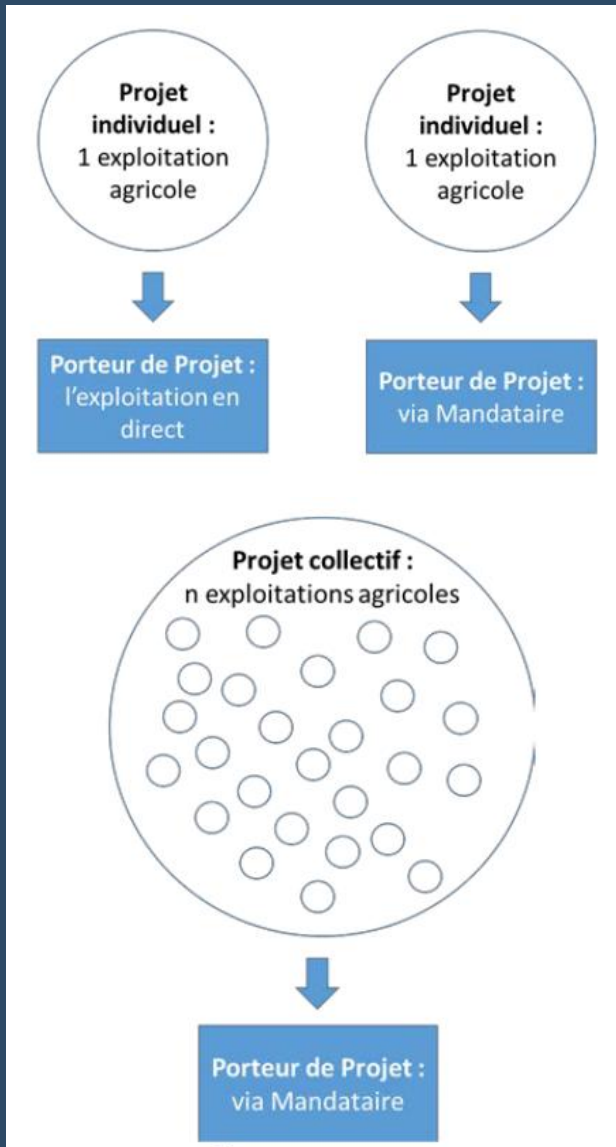 Projet
individuel :
1 exploitation
agricole
Projet
individuel :
1 exploitation
agricole
Porteur de Projet :
l'exploitation en
direct
Porteur de Projet :
via Mandataire
Projet collectif :
n exploitations agricoles
Porteur de Projet :
via Mandataire